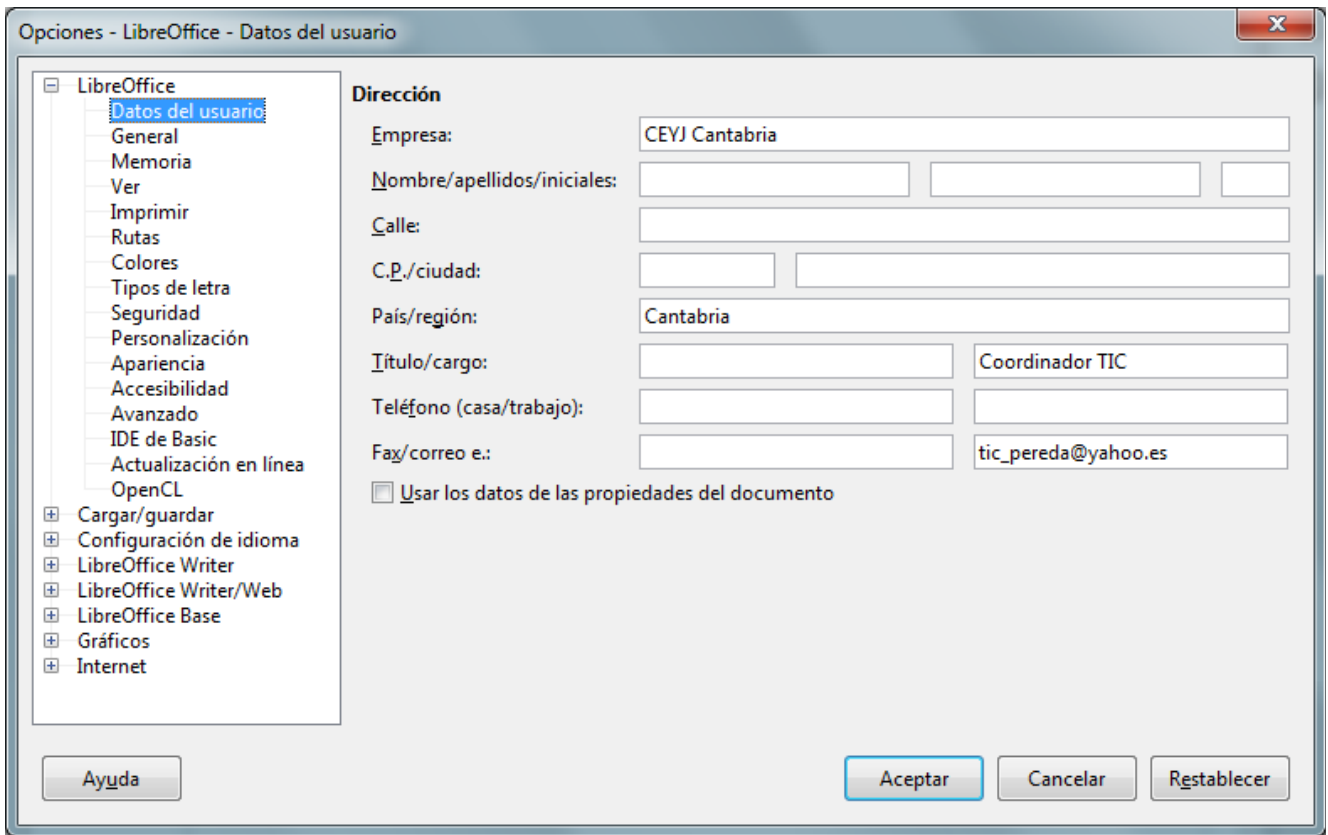 Opciones - LibreOffice - Datos del usuario
LibreOffice
Datos del usuario
General
Memoria
Ver
Imprimir
Rutas
Colores
Tipos de letra
Seguridad
Personalización
Apariencia
Accesibilidad
Avanzado
IDE de Basic
Actualización en línea
OpenCL
Cargar/guardar
Configuración de idioma
LibreOffice Writer
LibreOffice Writer/Web
LibreOffice Base
Gráficos
Internet
Dirección
Empresa: CEYJ Cantabria
Nombre/apellidos/iniciales:
Calle:
C.P./ciudad:
País/región: Cantabria
Título/cargo: Coordinador TIC
Teléfono (casa/trabajo):
Fax/correo e.: tic_pereda@yahoo.es
Usar los datos de las propiedades del documento
Ayuda Aceptar Cancelar Restablecer